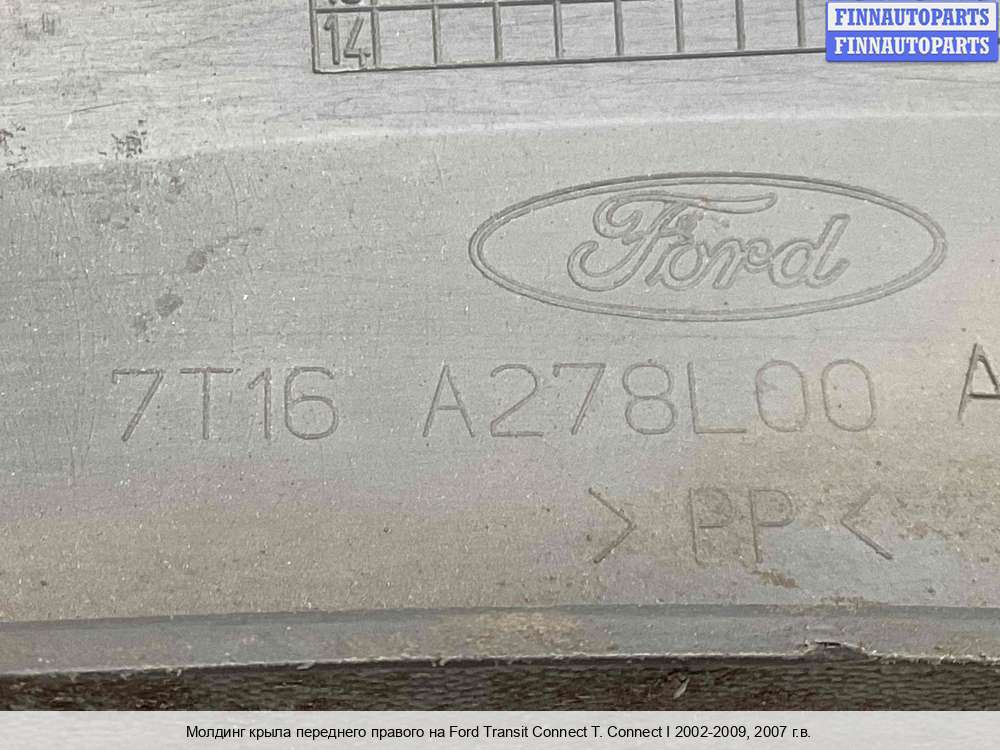 FINNAUTOPARTS
FINNAUTOPARTS
14
Ford
7T16 A278L00 A
> PP <
Молдинг крыла переднего правого на Ford Transit Connect T. Connect I 2002-2009, 2007 г.в.